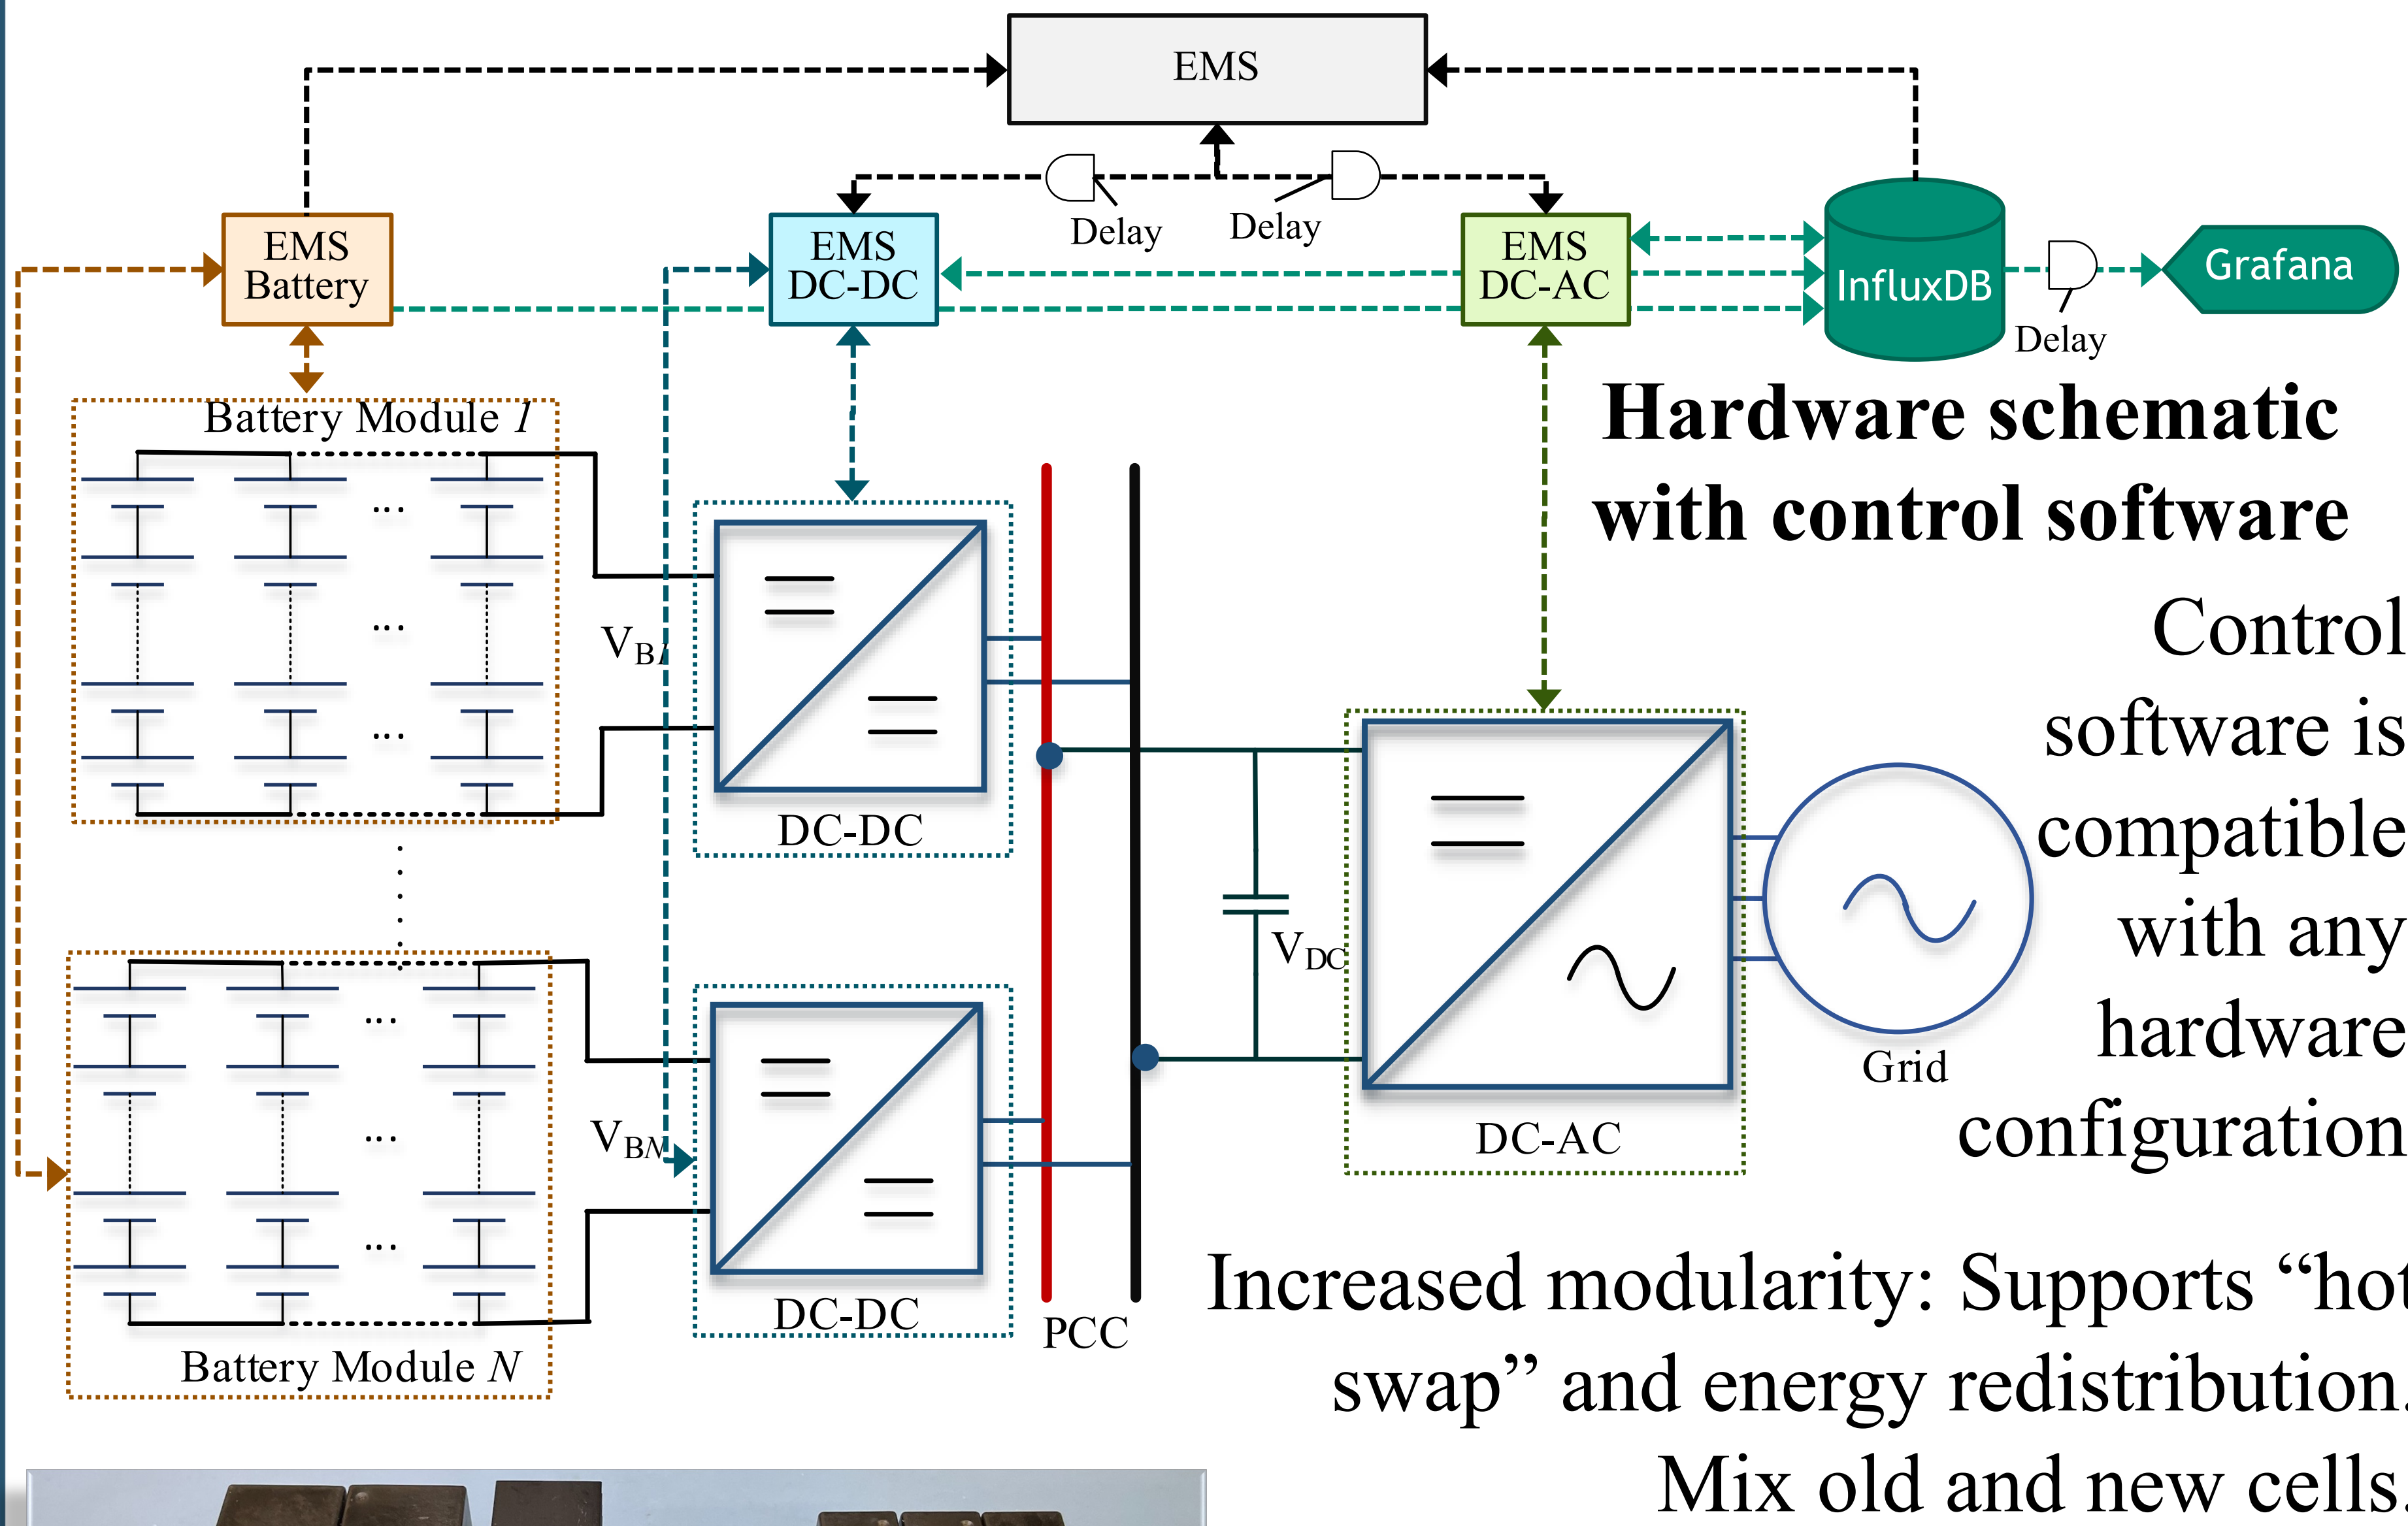 EMS
Delay
Delay
EMS
Battery
EMS
DC-DC
EMS
DC-AC
InfluxDB
Grafana
Delay
Hardware schematic
with control software
Battery Module 1
...
...
...
VB1
DC-DC
Control
software is
compatible
with any
hardware
configuration
VDC
DC-AC
Grid
...
...
...
VBN
DC-DC
PCC
Battery Module N
Increased modularity: Supports “hot
swap” and energy redistribution.
Mix old and new cells.